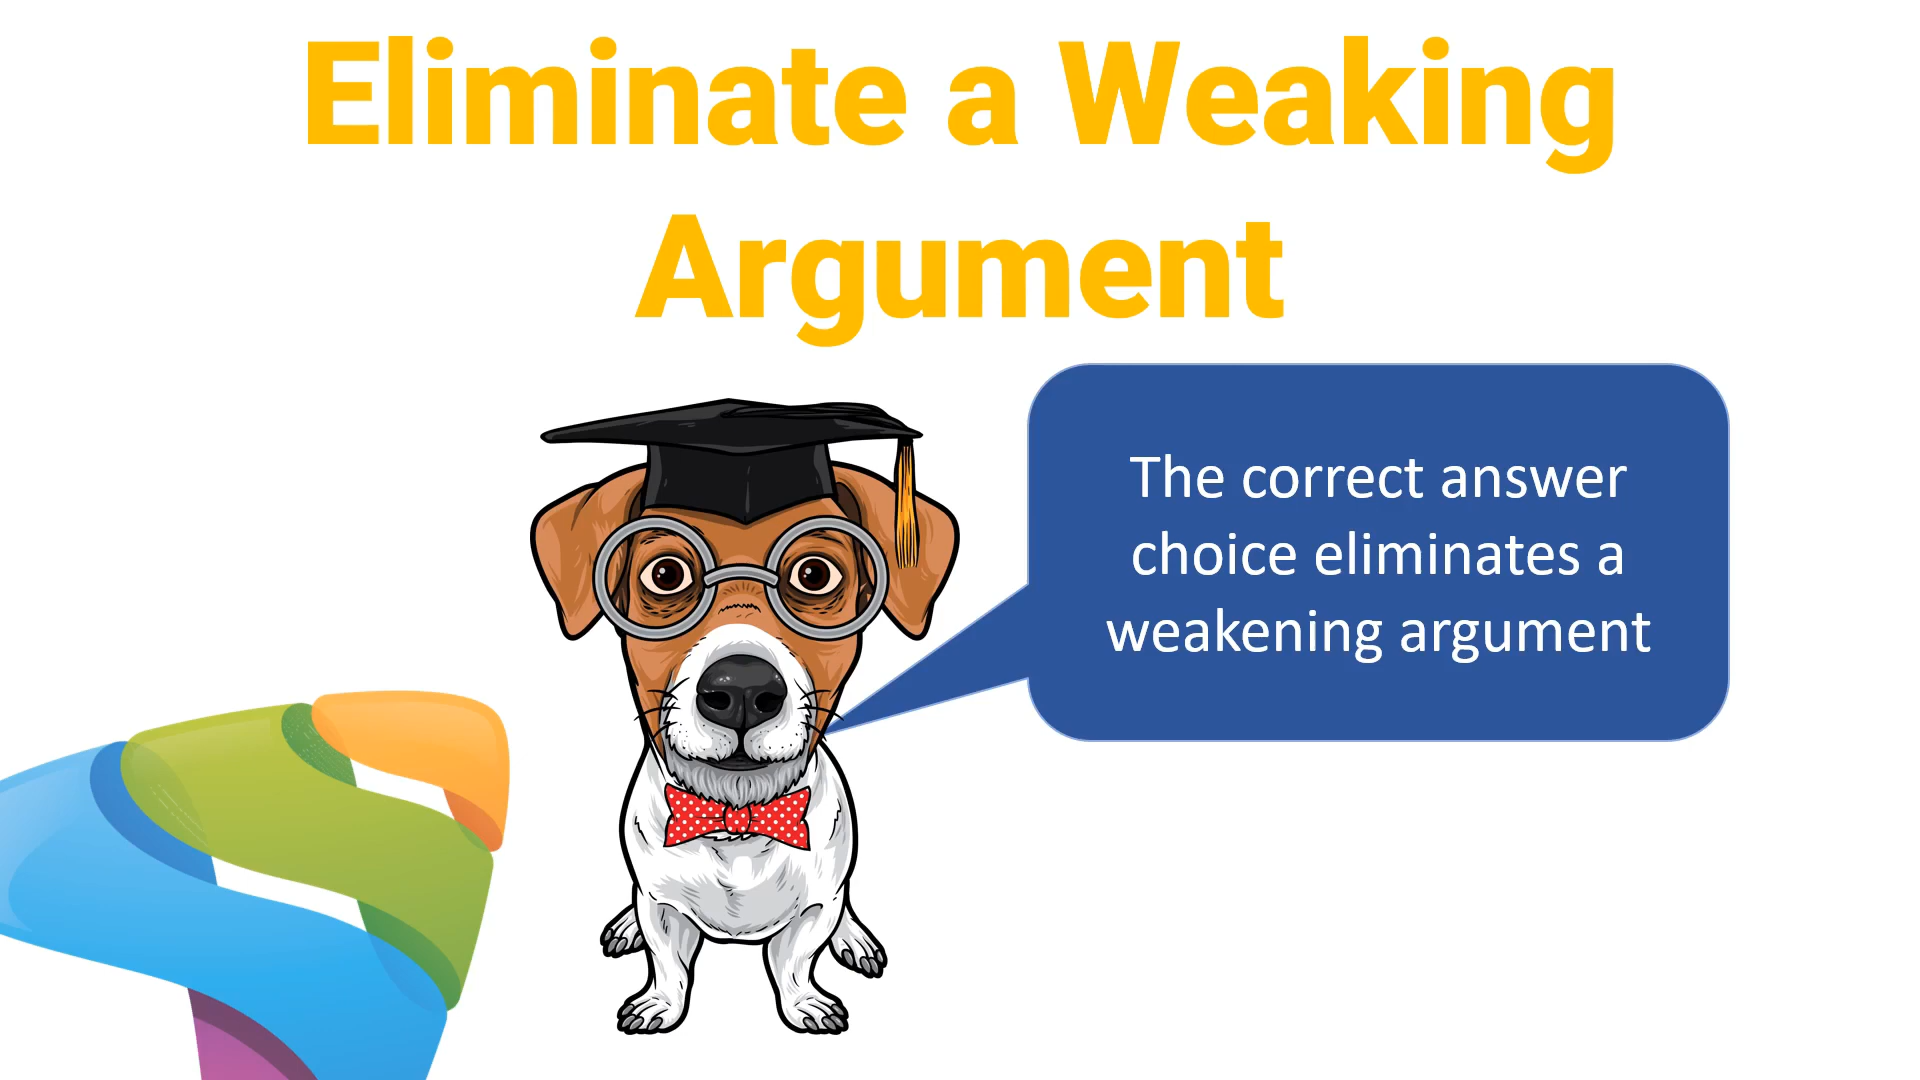 Eliminate a Weaking
Argument
The correct answer
choice eliminates a
weakening argument